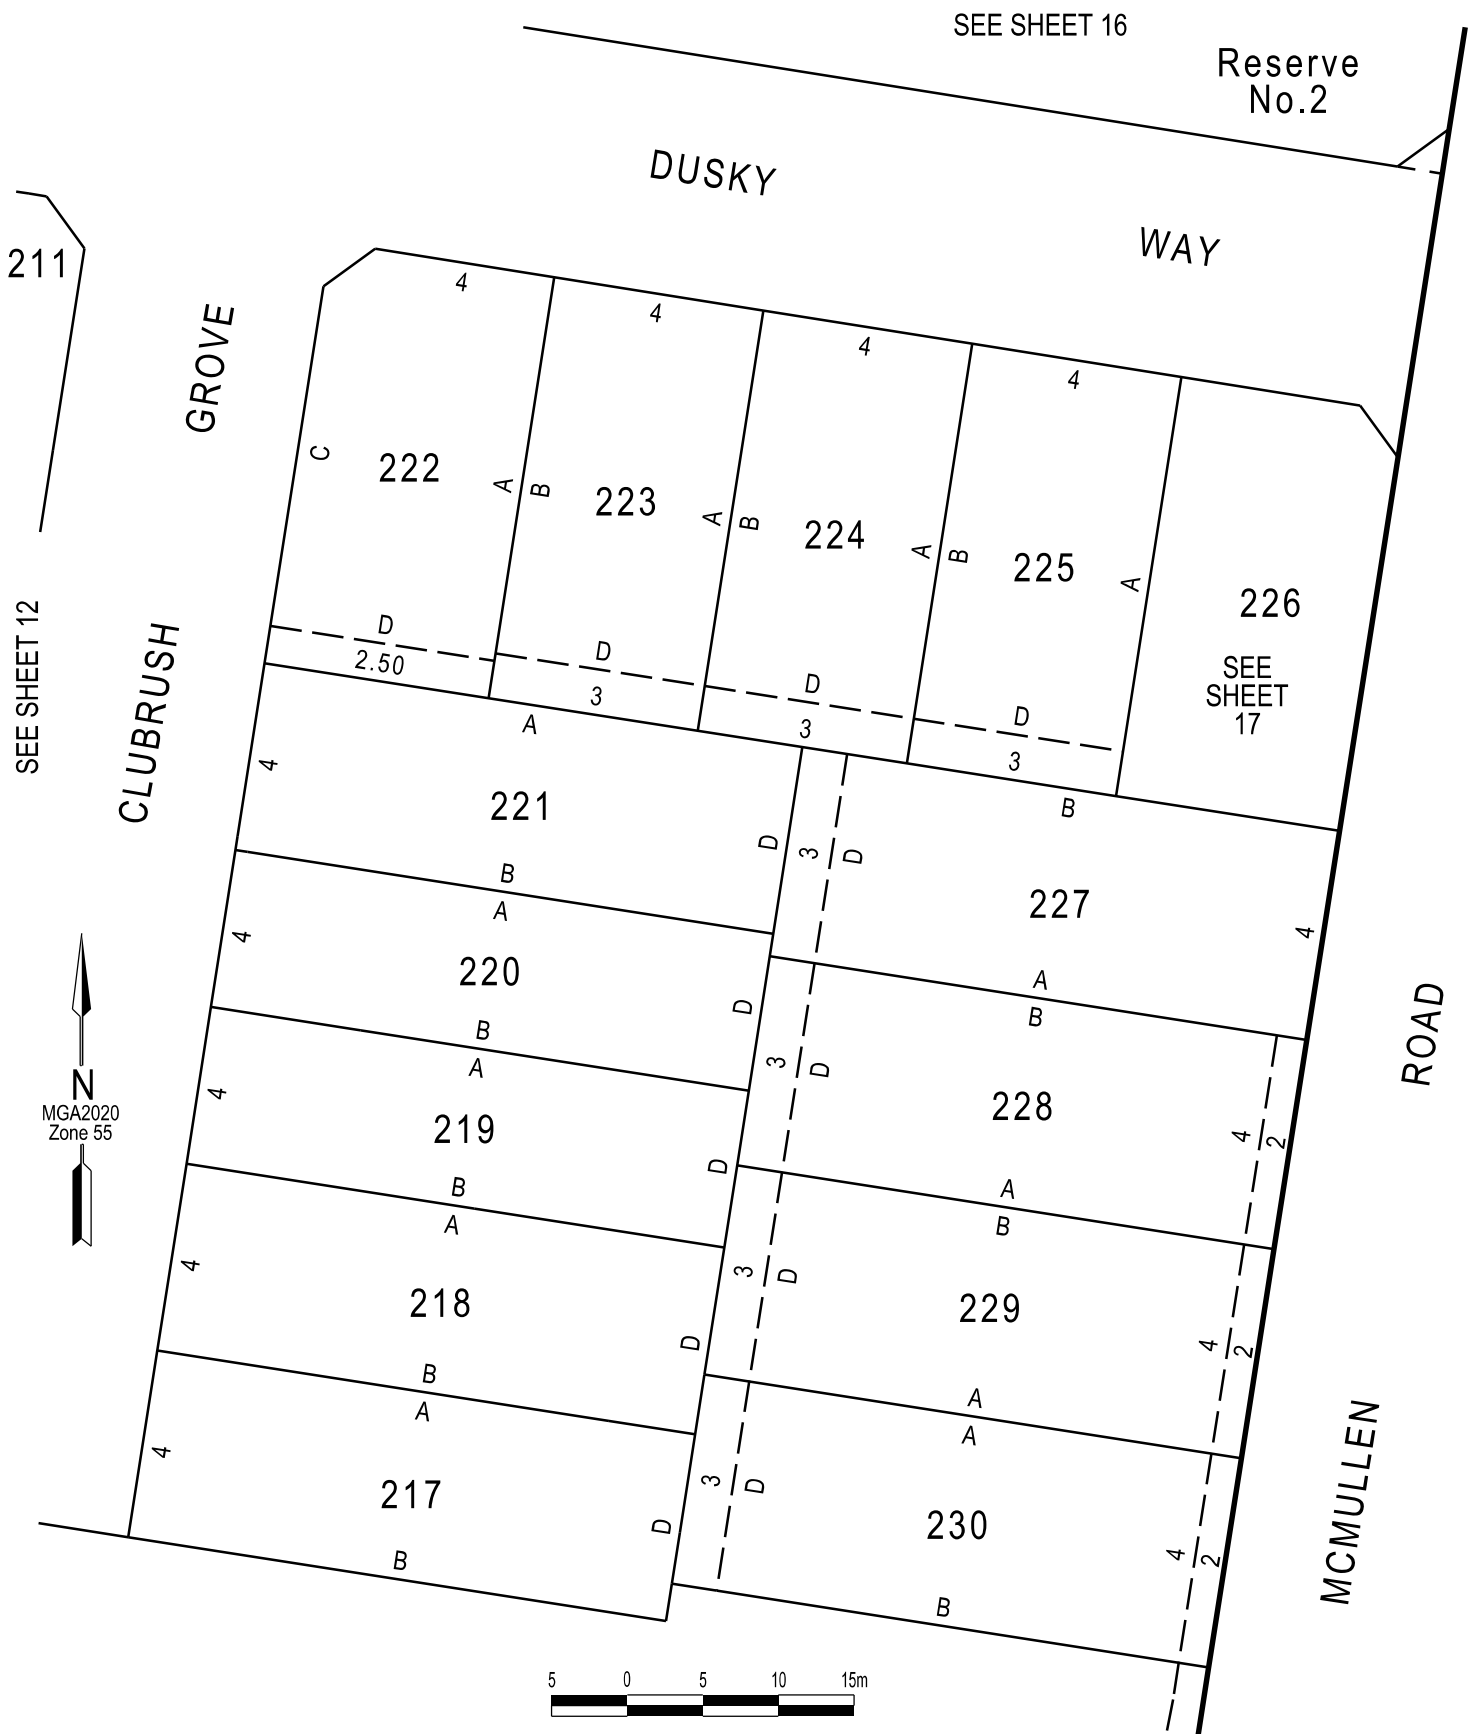 SEE SHEET 16
Reserve
No.2
DUSKY
WAY
211
GROVE
4
4
4
4
C
222
A
B
223
A
B
224
A
B
225
A
226
SEE
SHEET
17
SEE SHEET 12
CLUBRUSH
D
2.50
D
3
D
3
D
3
A
B
4
221
D
3
D
227
4
B
A
4
220
D
A
B
B
A
4
219
D
3
D
228
4
2
N
MGA2020
Zone 55
ROAD
B
A
A
B
4
218
D
3
D
229
4
2
B
A
A
A
4
217
D
3
D
230
4
2
B
B
MCMULLEN
5
0
5
10
15m